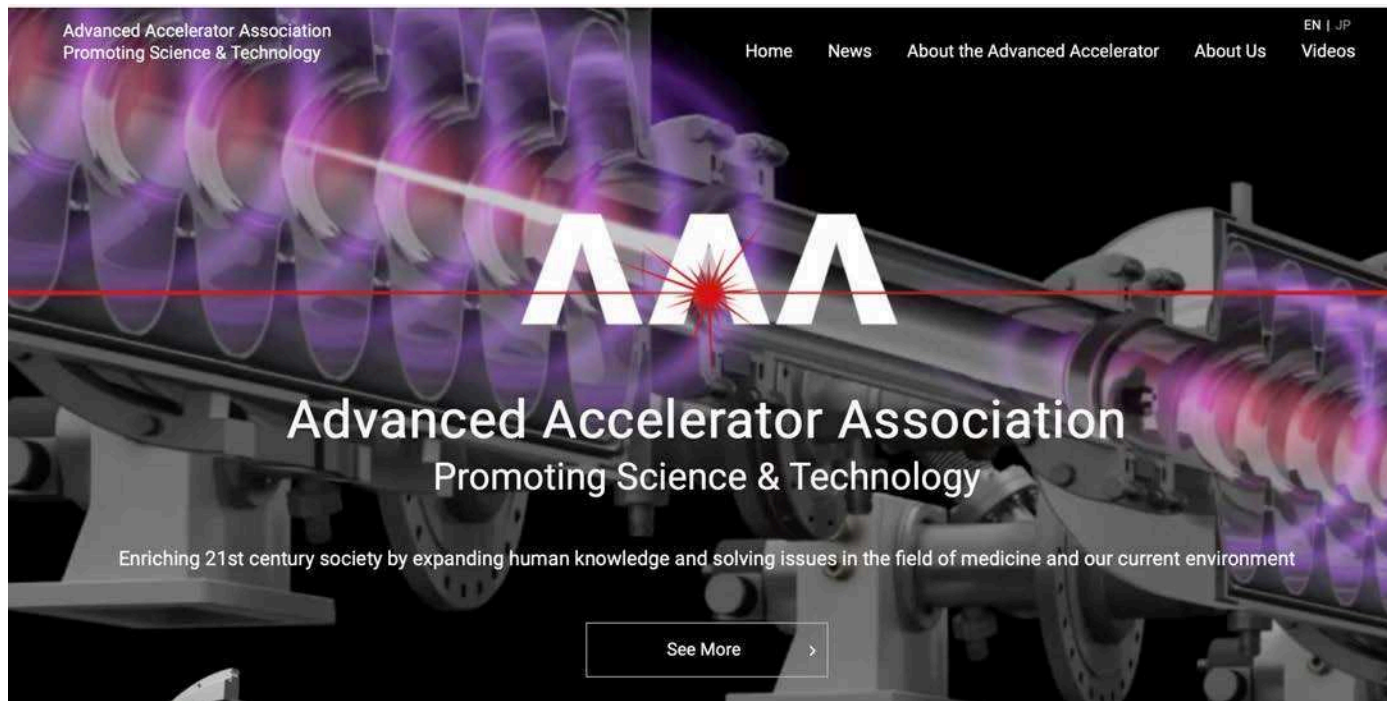 Advanced Accelerator Association
Promoting Science & Technology
EN | JP
Home News About the Advanced Accelerator About Us Videos
AAA
Advanced Accelerator Association
Promoting Science & Technology
Enriching 21st century society by expanding human knowledge and solving issues in the field of medicine and our current environment
See More >